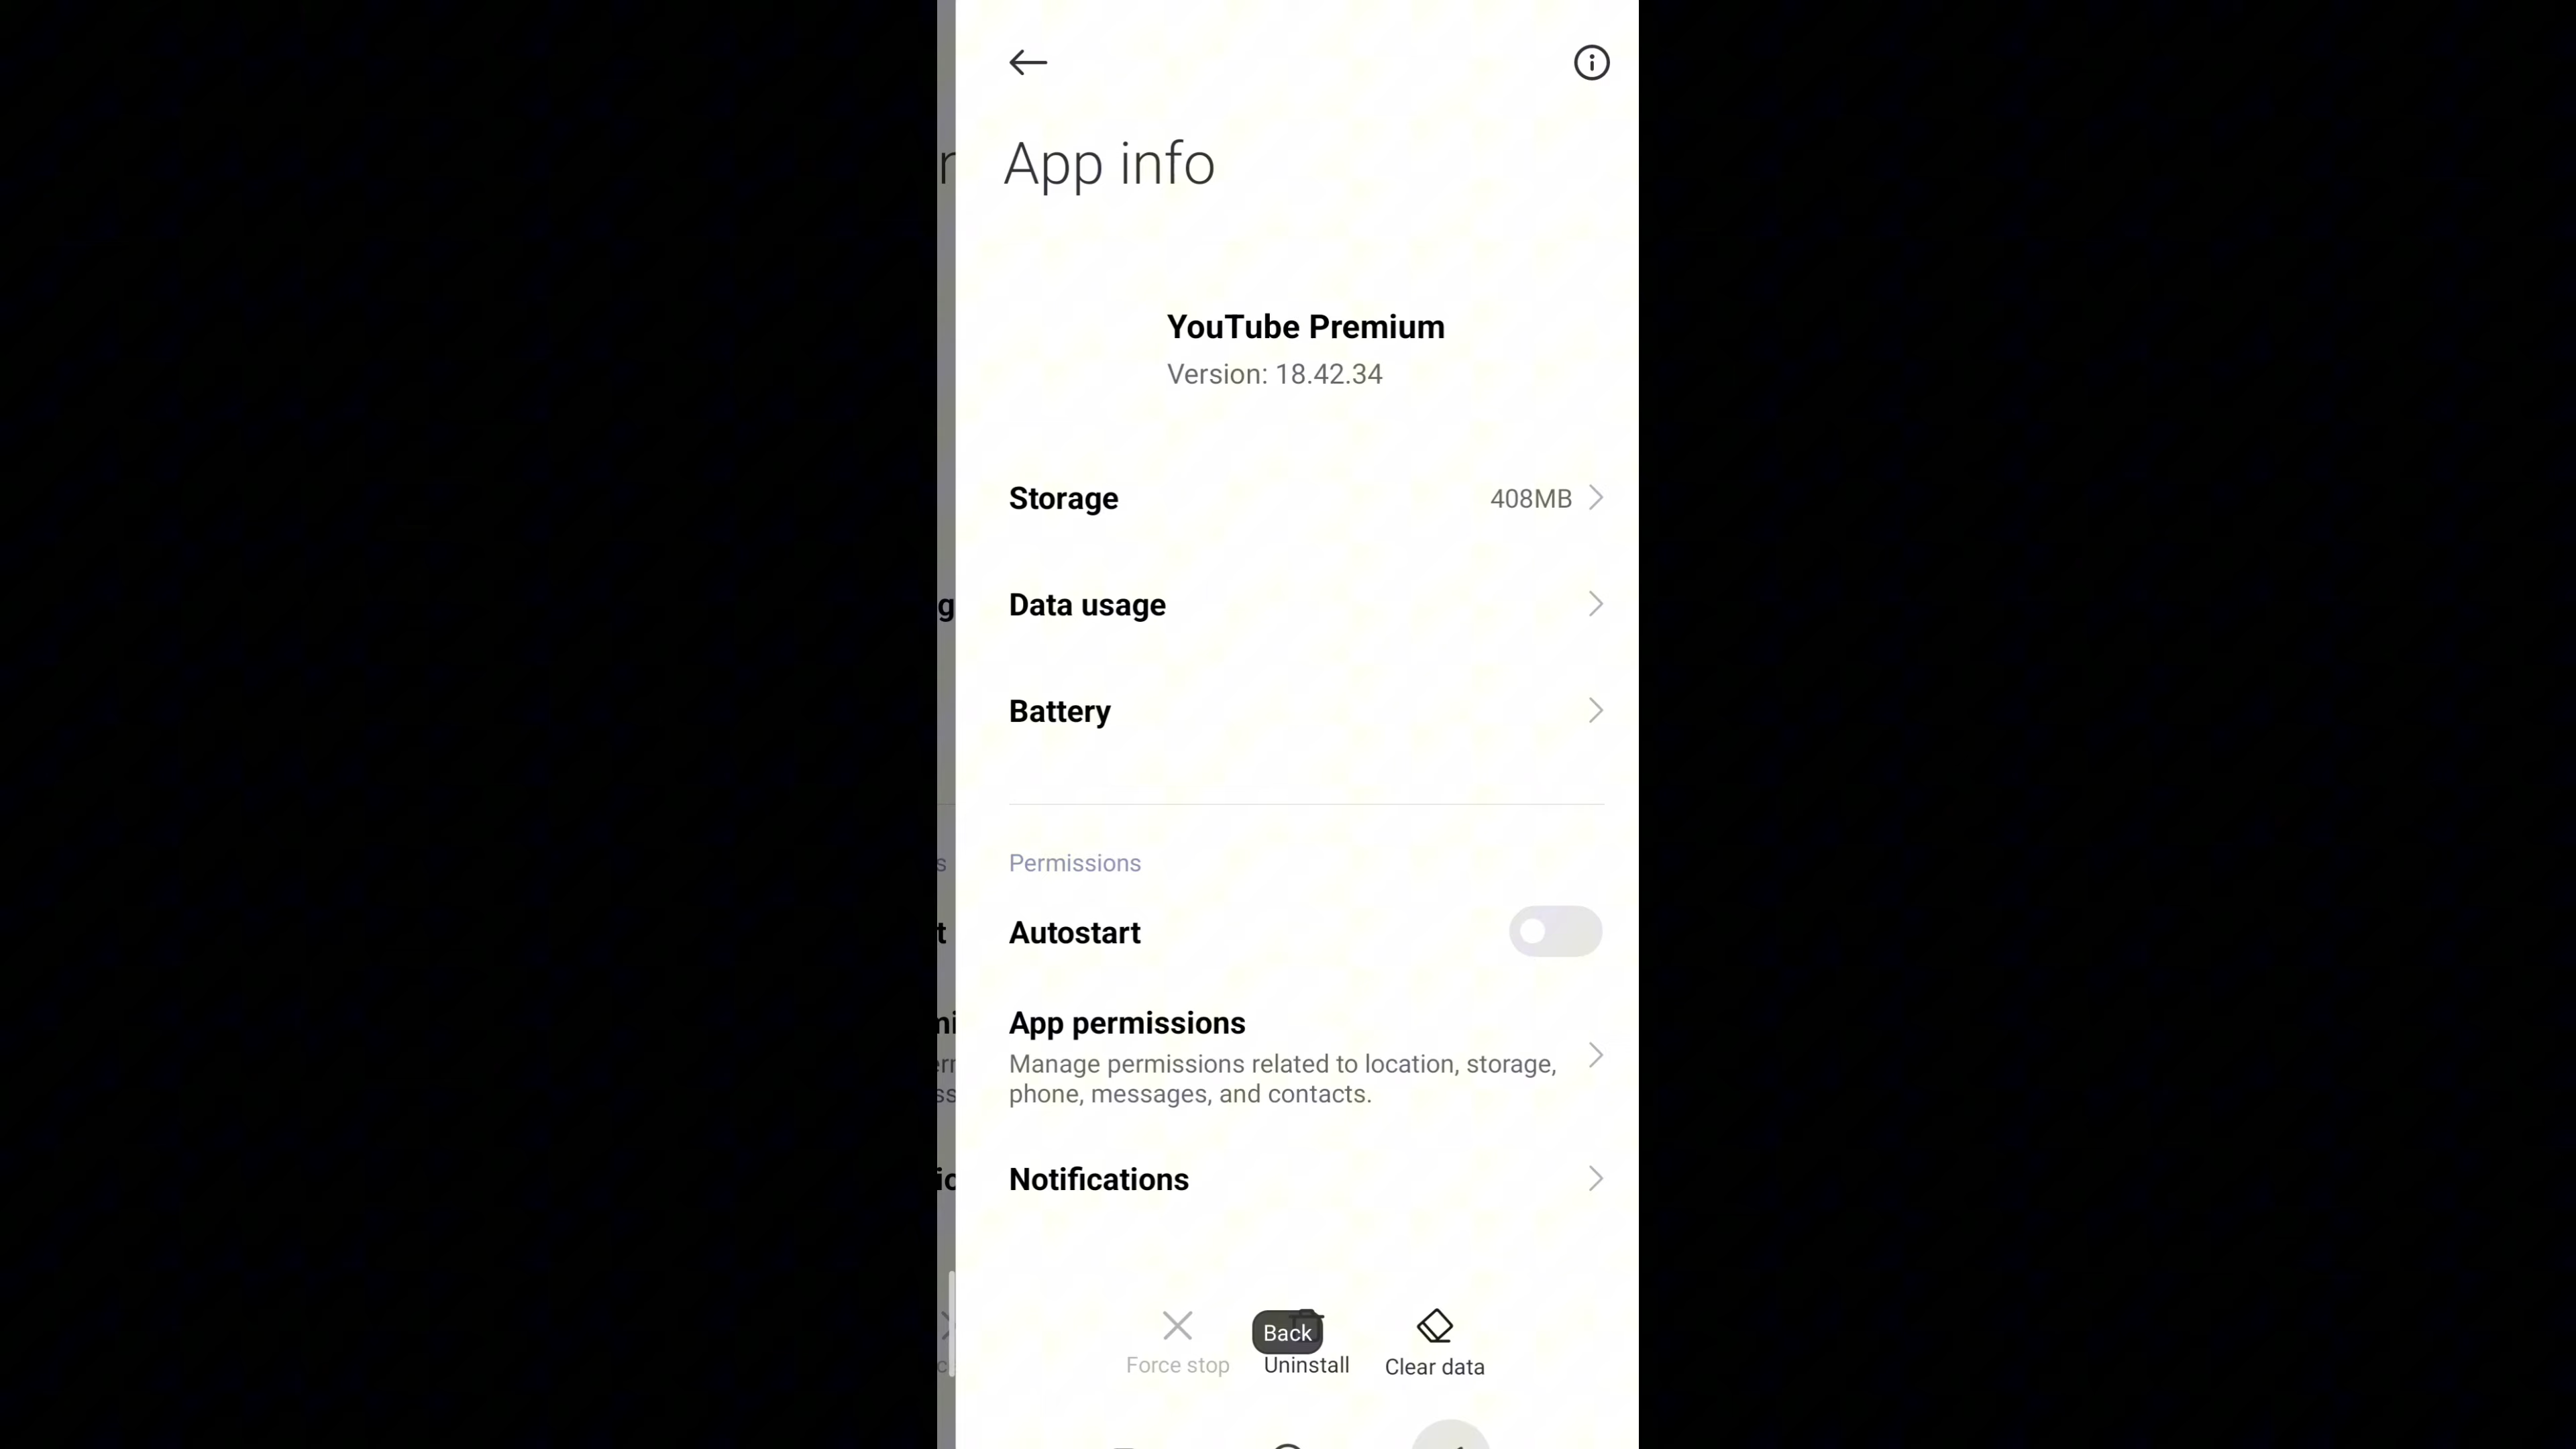 App info
YouTube Premium
Version: 18.42.34
Storage 408MB
Data usage
Battery
Permissions
Autostart
App permissions
Manage permissions related to location, storage,
phone, messages, and contacts.
Notifications
Back
Force stop Uninstall Clear data